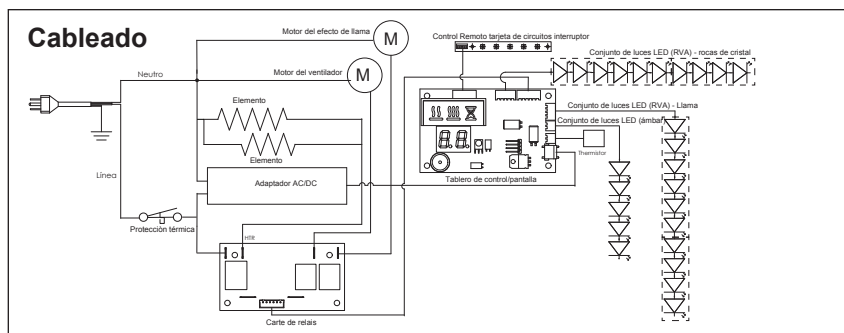 Cableado
Motor del efecto de llama
M
Control Remoto tarjeta de circuitos interruptor
Conjunto de luces LED (RVA) - rocas de cristal
Neutro
Motor del ventilador
M
Elemento
Elemento
Conjunto de luces LED (RVA) - Llama
Conjunto de luces LED (ámbar)
Thermistor
Línea
Adaptador AC/DC
Tablero de control/pantalla
Protección térmica
HTR
Carte de relais